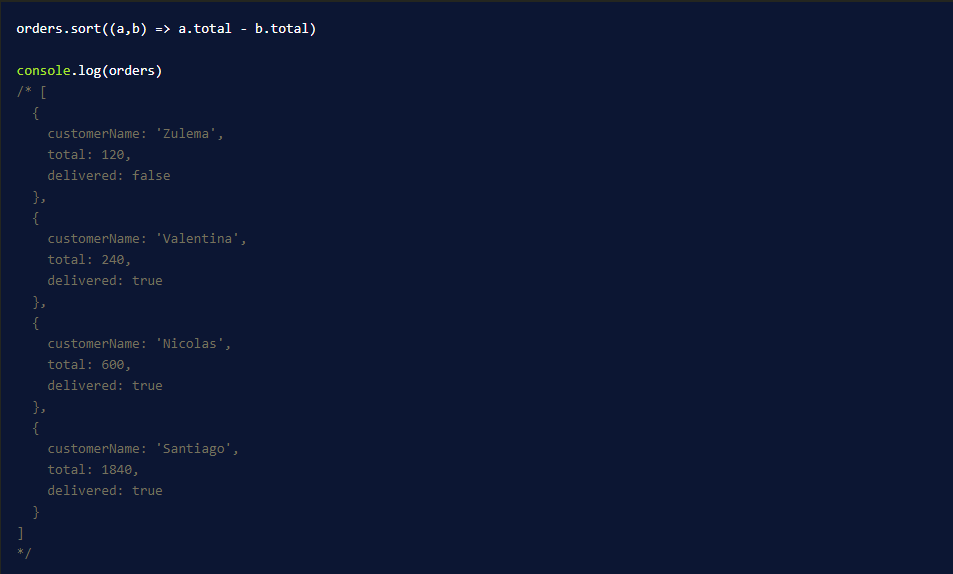 orders.sort((a,b) => a.total - b.total)
console.log(orders)
/* [
  {
    customerName: 'Zulema',
    total: 120,
    delivered: false
  },
  {
    customerName: 'Valentina',
    total: 240,
    delivered: true
  },
  {
    customerName: 'Nicolas',
    total: 600,
    delivered: true
  },
  {
    customerName: 'Santiago',
    total: 1840,
    delivered: true
  }
]
*/